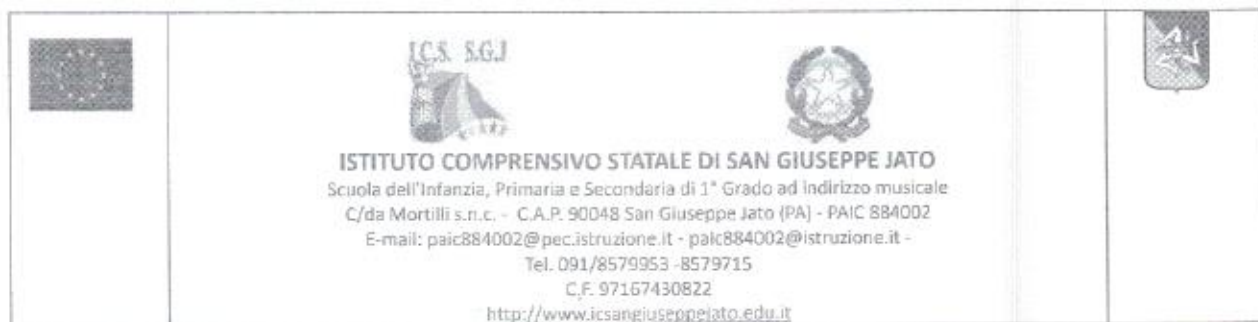 I.C.S. S.G.J
ISTITUTO COMPRENSIVO STATALE DI SAN GIUSEPPE JATO
Scuola dell'Infanzia, Primaria e Secondaria di 1° Grado ad indirizzo musicale
C/da Mortilli s.n.c. - C.A.P. 90048 San Giuseppe Jato (PA) - PAIC 884002
E-mail: paic884002@pec.istruzione.it - paic884002@istruzione.it -
Tel. 091/8579953 -8579715
C.F. 97167430822
http://www.icsangiuseppejato.edu.it